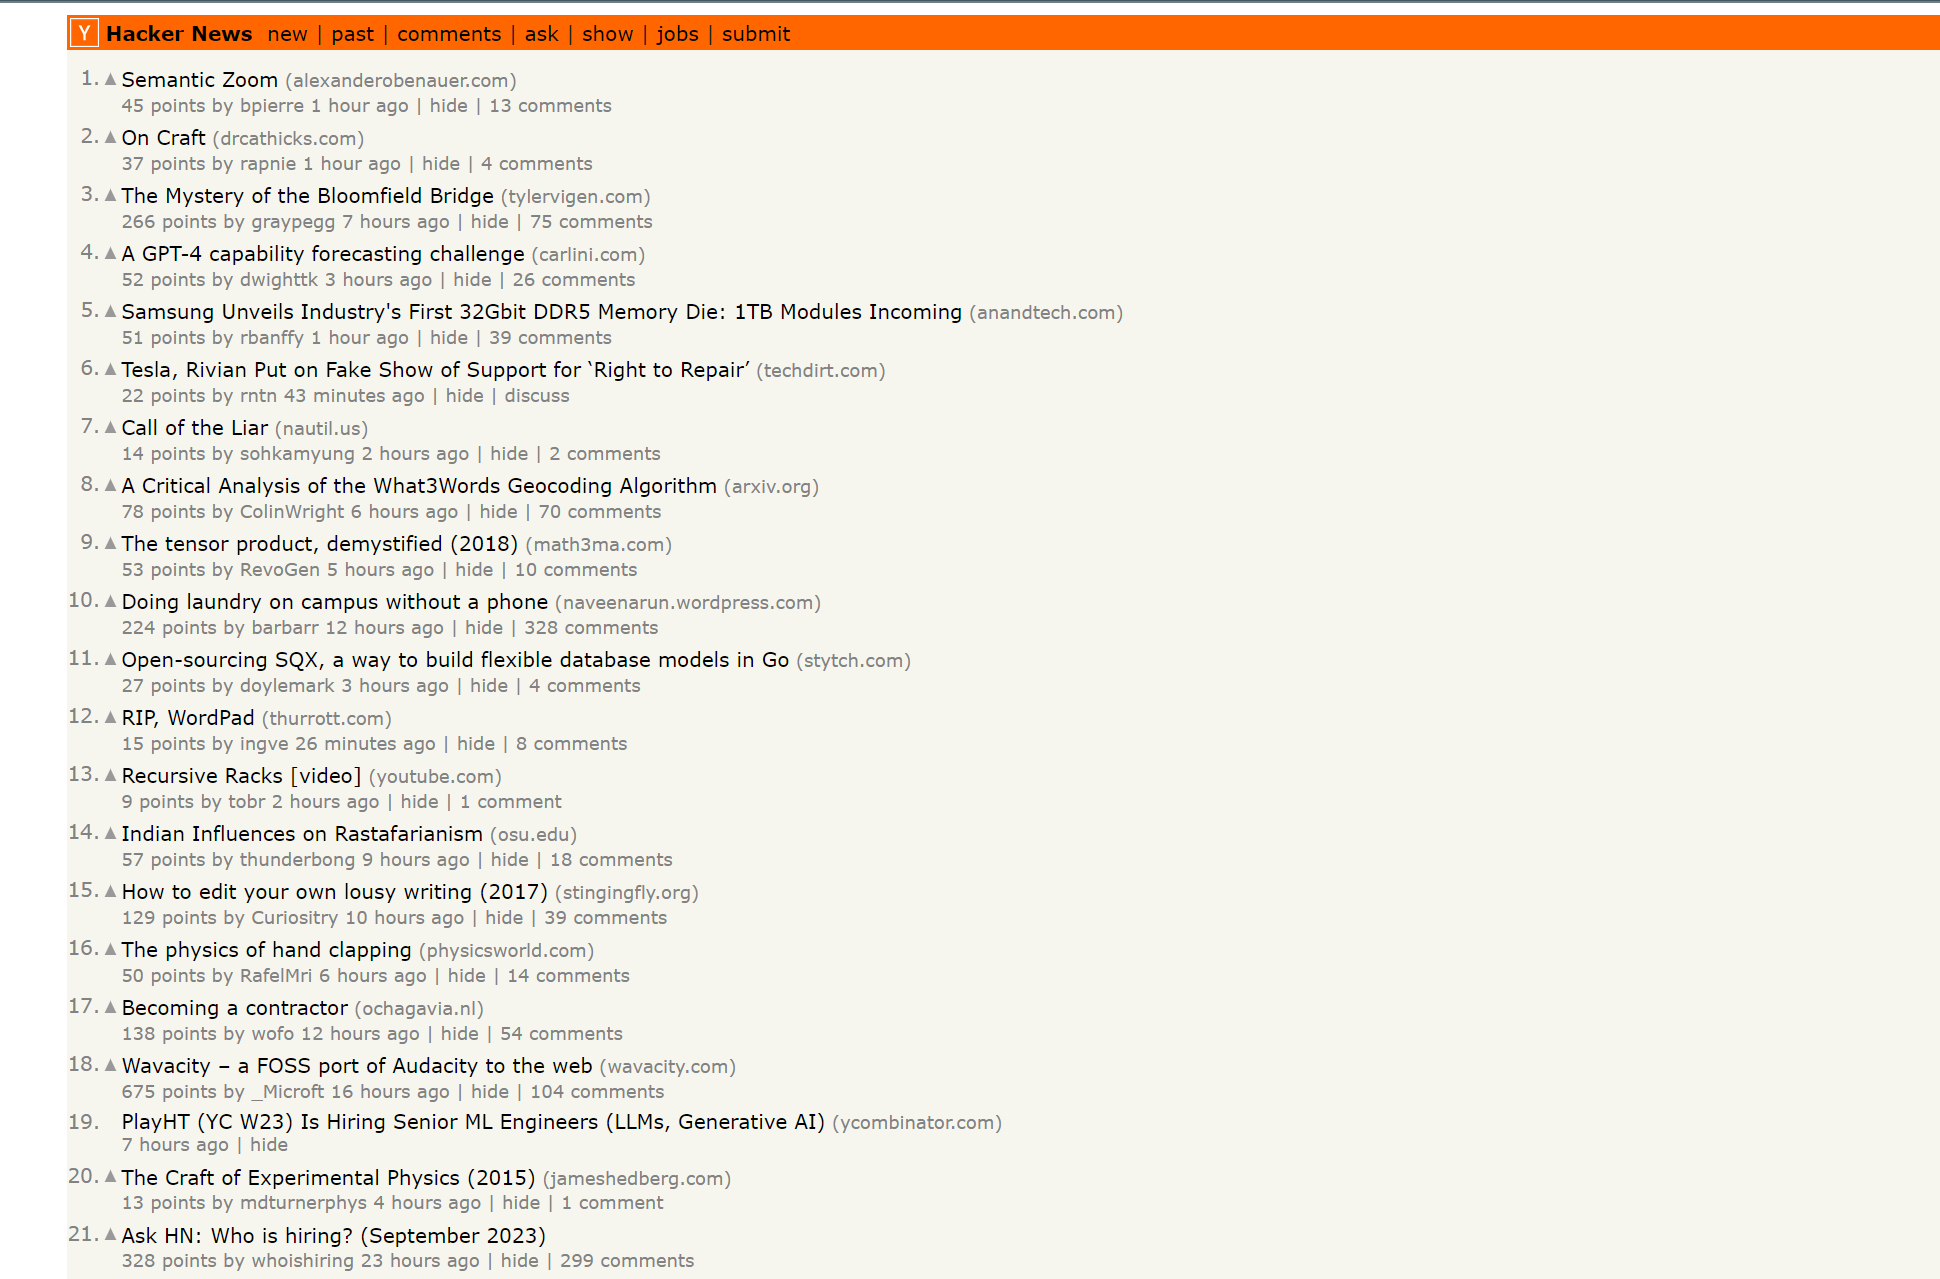 Y Hacker News new | past | comments | ask | show | jobs | submit
1. ▲ Semantic Zoom (alexanderobenauer.com)
45 points by bpierre 1 hour ago | hide | 13 comments
2. ▲ On Craft (drcathicks.com)
37 points by rapnie 1 hour ago | hide | 4 comments
3. ▲ The Mystery of the Bloomfield Bridge (tylervigen.com)
266 points by graypegg 7 hours ago | hide | 75 comments
4. ▲ A GPT-4 capability forecasting challenge (carlini.com)
52 points by dwighttk 3 hours ago | hide | 26 comments
5. ▲ Samsung Unveils Industry's First 32Gbit DDR5 Memory Die: 1TB Modules Incoming (anandtech.com)
51 points by rbanffy 1 hour ago | hide | 39 comments
6. ▲ Tesla, Rivian Put on Fake Show of Support for ‘Right to Repair’ (techdirt.com)
22 points by rntn 43 minutes ago | hide | discuss
7. ▲ Call of the Liar (nautil.us)
14 points by sohkamyung 2 hours ago | hide | 2 comments
8. ▲ A Critical Analysis of the What3Words Geocoding Algorithm (arxiv.org)
78 points by ColinWright 6 hours ago | hide | 70 comments
9. ▲ The tensor product, demystified (2018) (math3ma.com)
53 points by RevoGen 5 hours ago | hide | 10 comments
10. ▲ Doing laundry on campus without a phone (naveenarun.wordpress.com)
224 points by barbarr 12 hours ago | hide | 328 comments
11. ▲ Open-sourcing SQX, a way to build flexible database models in Go (stytch.com)
27 points by doylemark 3 hours ago | hide | 4 comments
12. ▲ RIP, WordPad (thurrott.com)
15 points by ingve 26 minutes ago | hide | 8 comments
13. ▲ Recursive Racks [video] (youtube.com)
9 points by tobr 2 hours ago | hide | 1 comment
14. ▲ Indian Influences on Rastafarianism (osu.edu)
57 points by thunderbong 9 hours ago | hide | 18 comments
15. ▲ How to edit your own lousy writing (2017) (stingingfly.org)
129 points by Curiositry 10 hours ago | hide | 39 comments
16. ▲ The physics of hand clapping (physicsworld.com)
50 points by RafelMri 6 hours ago | hide | 14 comments
17. ▲ Becoming a contractor (ochagavia.nl)
138 points by wofo 12 hours ago | hide | 54 comments
18. ▲ Wavacity – a FOSS port of Audacity to the web (wavacity.com)
675 points by _Microft 16 hours ago | hide | 104 comments
19. PlayHT (YC W23) Is Hiring Senior ML Engineers (LLMs, Generative AI) (ycombinator.com)
7 hours ago | hide
20. ▲ The Craft of Experimental Physics (2015) (jameshedberg.com)
13 points by mdturnerphys 4 hours ago | hide | 1 comment
21. ▲ Ask HN: Who is hiring? (September 2023)
328 points by whoishiring 23 hours ago | hide | 299 comments